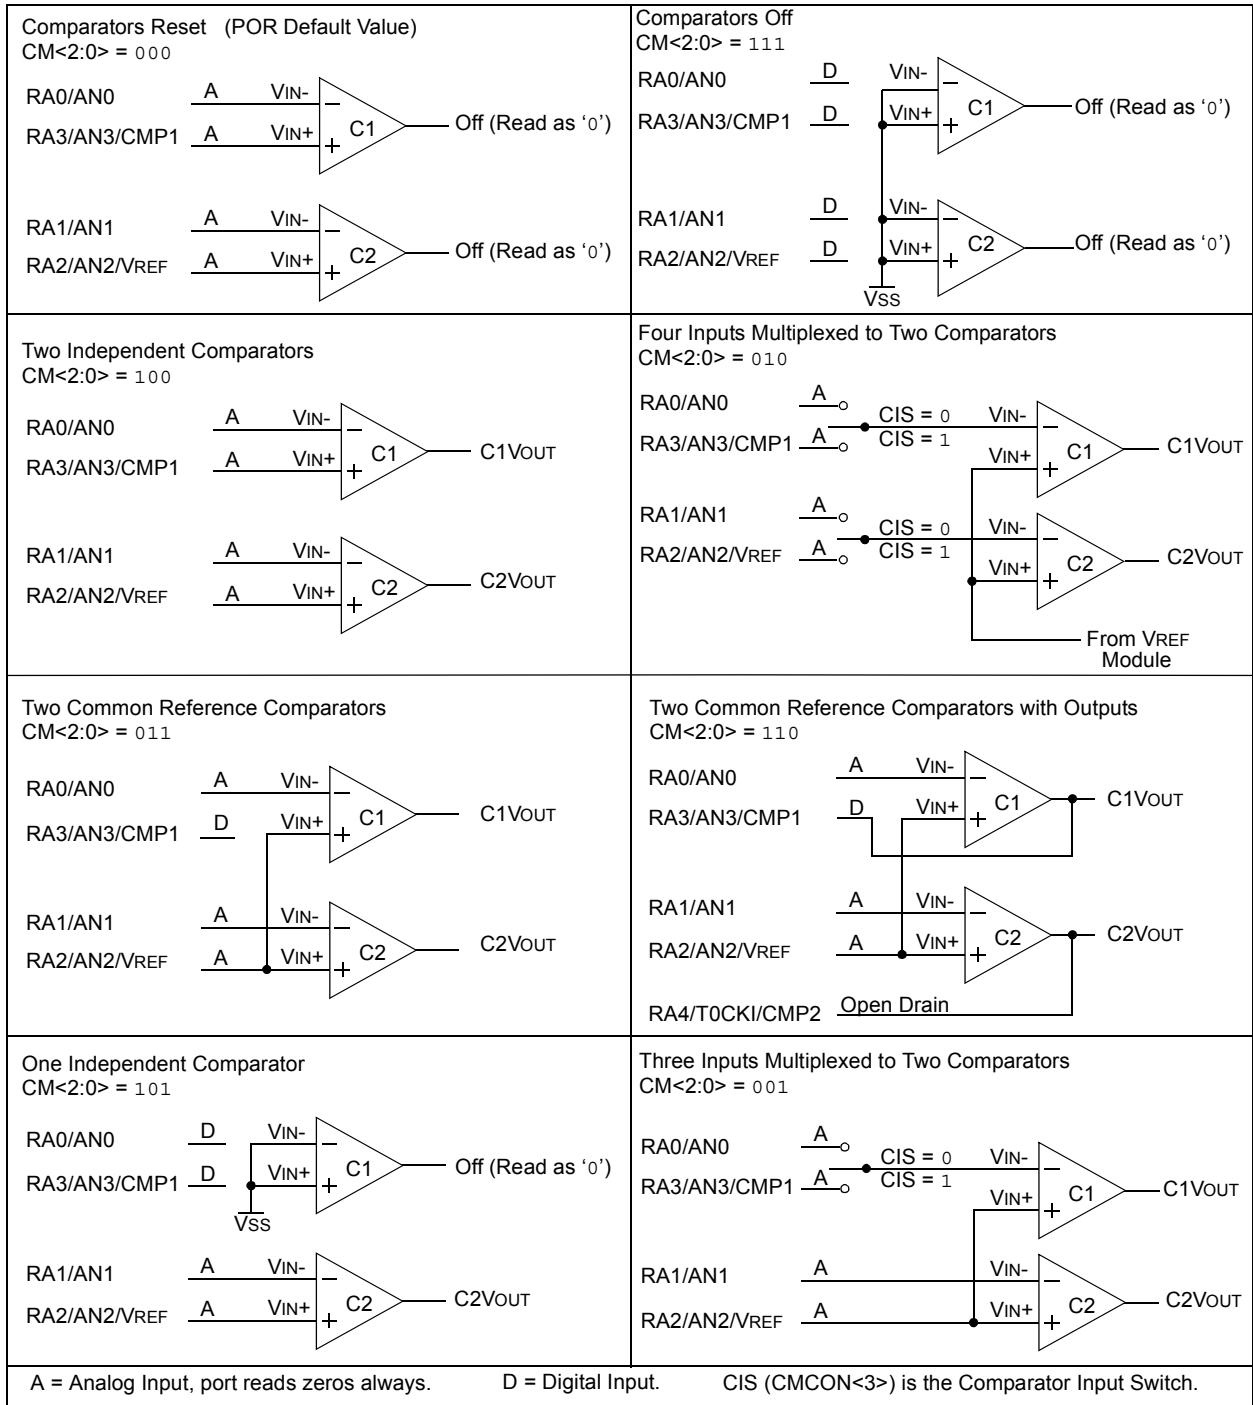 Comparators Reset (POR Default Value)
CM<2:0> = 000
RA0/AN0 A VIN- −
RA3/AN3/CMP1 A VIN+ + C1 Off (Read as ‘0’)
RA1/AN1 A VIN- −
RA2/AN2/VREF A VIN+ + C2 Off (Read as ‘0’)
Comparators Off
CM<2:0> = 111
RA0/AN0 D VIN- −
RA3/AN3/CMP1 D VIN+ + C1 Off (Read as ‘0’)
RA1/AN1 D VIN- −
RA2/AN2/VREF D VIN+ + C2 Off (Read as ‘0’)
VSS
Two Independent Comparators
CM<2:0> = 100
RA0/AN0 A VIN- −
RA3/AN3/CMP1 A VIN+ + C1 C1VOUT
RA1/AN1 A VIN- −
RA2/AN2/VREF A VIN+ + C2 C2VOUT
Four Inputs Multiplexed to Two Comparators
CM<2:0> = 010
RA0/AN0 A CIS = 0 VIN- −
RA3/AN3/CMP1 A CIS = 1 VIN+ + C1 C1VOUT
RA1/AN1 A CIS = 0 VIN- −
RA2/AN2/VREF A CIS = 1 VIN+ + C2 C2VOUT
From VREF
Module
Two Common Reference Comparators
CM<2:0> = 011
RA0/AN0 A VIN- −
RA3/AN3/CMP1 D VIN+ + C1 C1VOUT
RA1/AN1 A VIN- −
RA2/AN2/VREF A VIN+ + C2 C2VOUT
Two Common Reference Comparators with Outputs
CM<2:0> = 110
RA0/AN0 A VIN- −
RA3/AN3/CMP1 D VIN+ + C1 C1VOUT
RA1/AN1 A VIN- −
RA2/AN2/VREF A VIN+ + C2 C2VOUT
RA4/T0CKI/CMP2 Open Drain
One Independent Comparator
CM<2:0> = 101
RA0/AN0 D VIN- −
RA3/AN3/CMP1 D VIN+ + C1 Off (Read as ‘0’)
VSS
RA1/AN1 A VIN- −
RA2/AN2/VREF A VIN+ + C2 C2VOUT
Three Inputs Multiplexed to Two Comparators
CM<2:0> = 001
RA0/AN0 A CIS = 0 VIN- −
RA3/AN3/CMP1 A CIS = 1 VIN+ + C1 C1VOUT
RA1/AN1 A VIN- −
RA2/AN2/VREF A VIN+ + C2 C2VOUT
A = Analog Input, port reads zeros always. D = Digital Input. CIS (CMCON<3>) is the Comparator Input Switch.